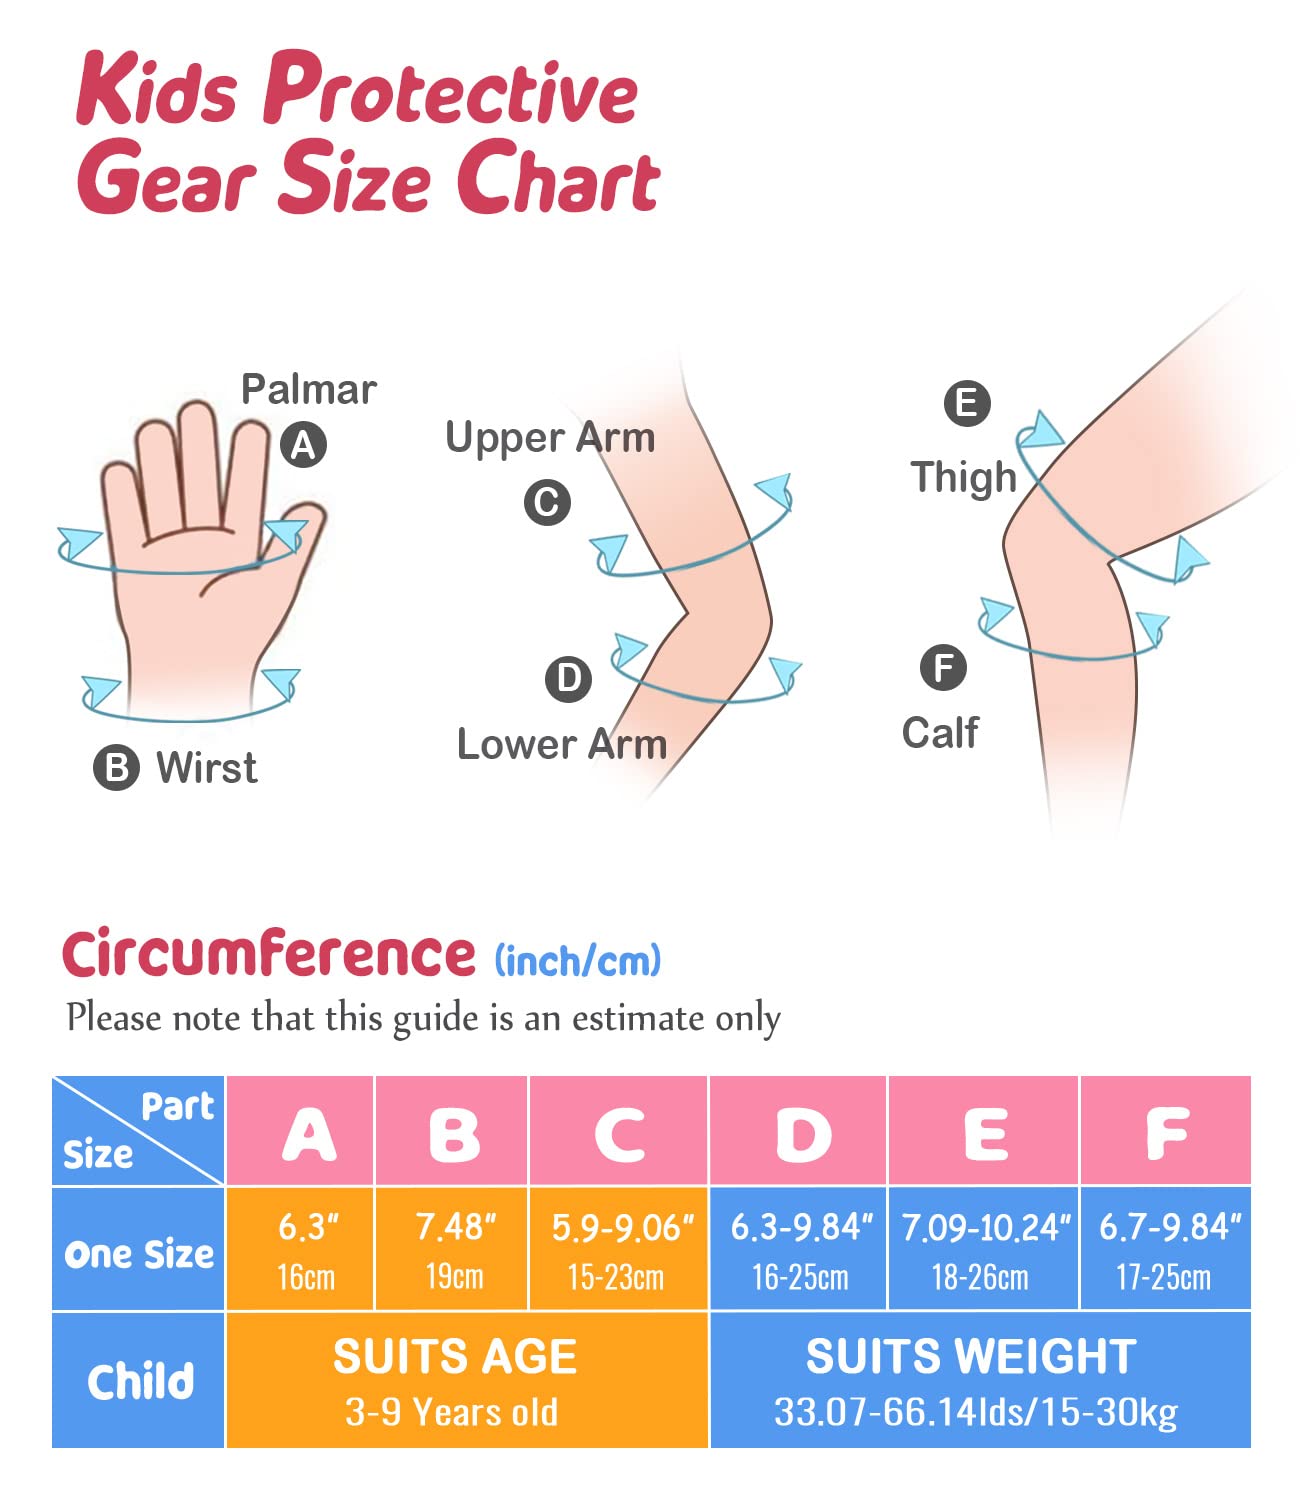 Kids Protective
Gear Size Chart
Palmar
A
B Wirst
Upper Arm
C
D
Lower Arm
E
Thigh
F
Calf
Circumference (inch/cm)
Please note that this guide is an estimate only
Part
Size
A B C D E F
One Size
6.3" 7.48" 5.9-9.06" 6.3-9.84" 7.09-10.24" 6.7-9.84"
16cm 19cm 15-23cm 16-25cm 18-26cm 17-25cm
Child
SUITS AGE
3-9 Years old
SUITS WEIGHT
33.07-66.14lds/15-30kg